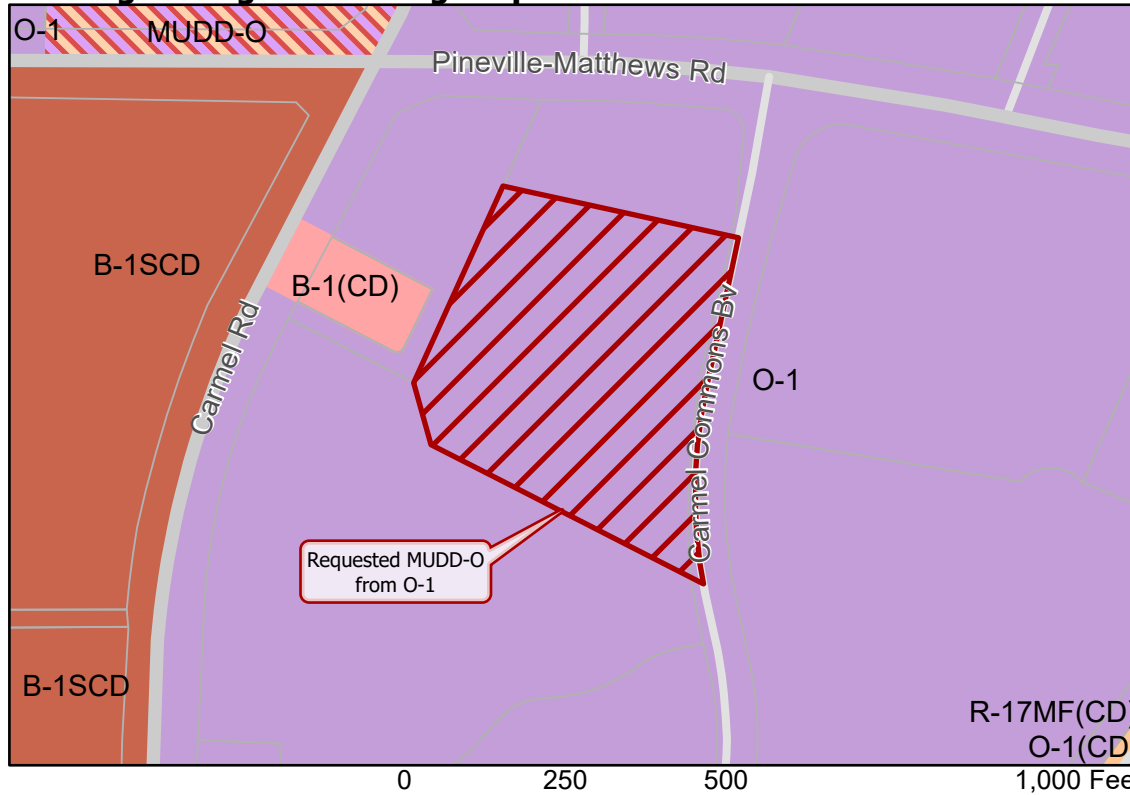 O-1
MUDD-O
Pineville-Matthews Rd
B-1SCD
B-1(CD)
Carmel Rd
Carmel Commons By
O-1
Requested MUDD-O
from O-1
B-1SCD
R-17MF(CD)
O-1(CD
0 250 500 1,000 Fee